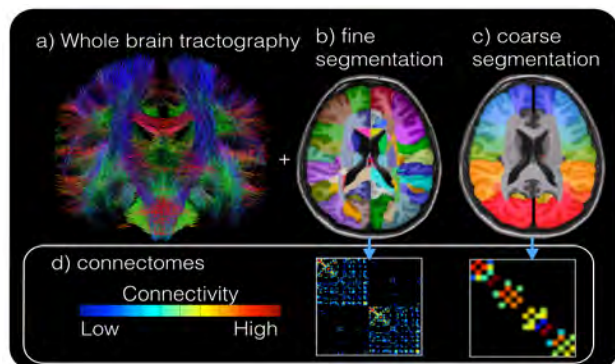 a) Whole brain tractography
b) fine
segmentation
c) coarse
segmentation
+
d) connectomes
Connectivity
Low
High